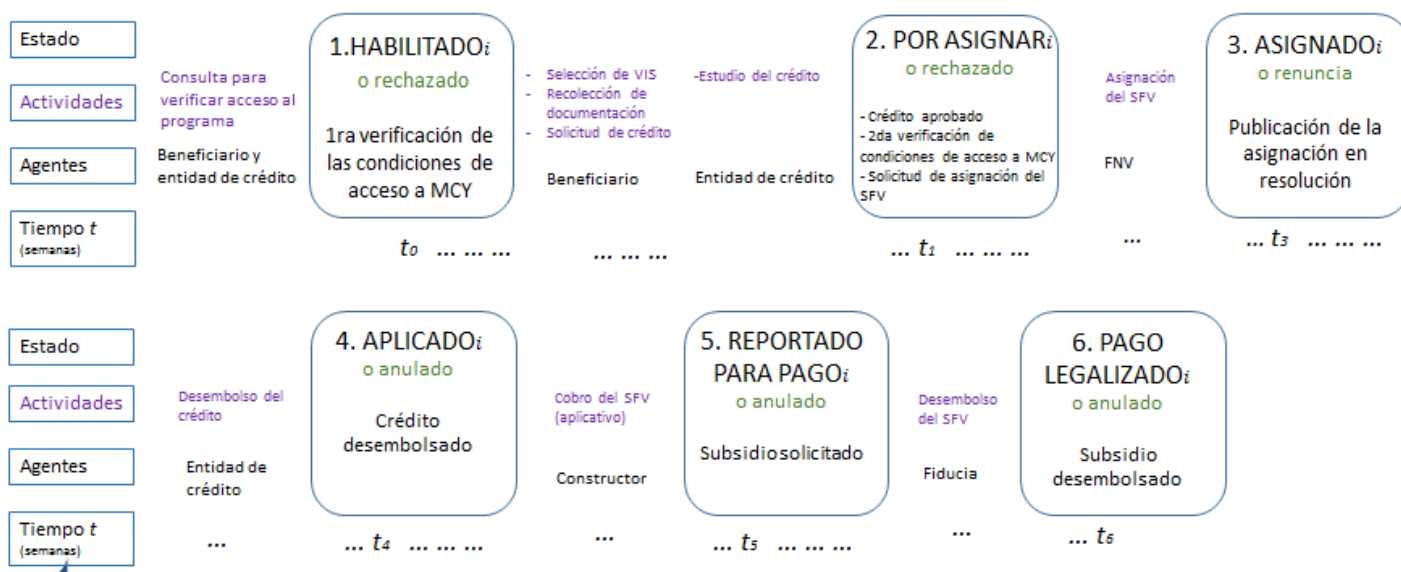 Estado
Actividades
Agentes
Tiempo t
(semanas)
Consulta para
verificar acceso al
programa
Beneficiario y
entidad de crédito
1.HABILITADOi
o rechazado
1ra verificación de
las condiciones de
acceso a MCY
t0 ... ... ...
- Selección de VIS
- Recolección de
documentación
- Solicitud de crédito
Beneficiario
... ... ...
-Estudio del crédito
Entidad de crédito
2. POR ASIGNARi
o rechazado
- Crédito aprobado
- 2da verificación de
condiciones de acceso a MCY
- Solicitud de asignación del
SFV
... t1 ... ... ...
Asignación
del SFV
FNV
...
3. ASIGNADOi
o renuncia
Publicación de la
asignación en
resolución
... t3 ... ... ...
Estado
Actividades
Agentes
Tiempo t
(semanas)
Desembolso del
crédito
Entidad de
crédito
...
4. APLICADOi
o anulado
Crédito
desembolsado
... t4 ... ... ...
Cobro del SFV
(aplicativo)
Constructor
...
5. REPORTADO
PARA PAGOi
o anulado
Subsidio solicitado
... t5 ... ... ...
Desembolso
del SFV
Fiducia
...
6. PAGO
LEGALIZADOi
o anulado
Subsidio
desembolsado
... t6